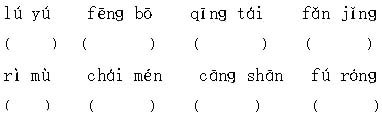 lú yú fēng bō qīng tái fǎn jǐng
( ) ( ) ( ) ( )
rì mù chái mén cāng shān fú róng
( ) ( ) ( ) ( )